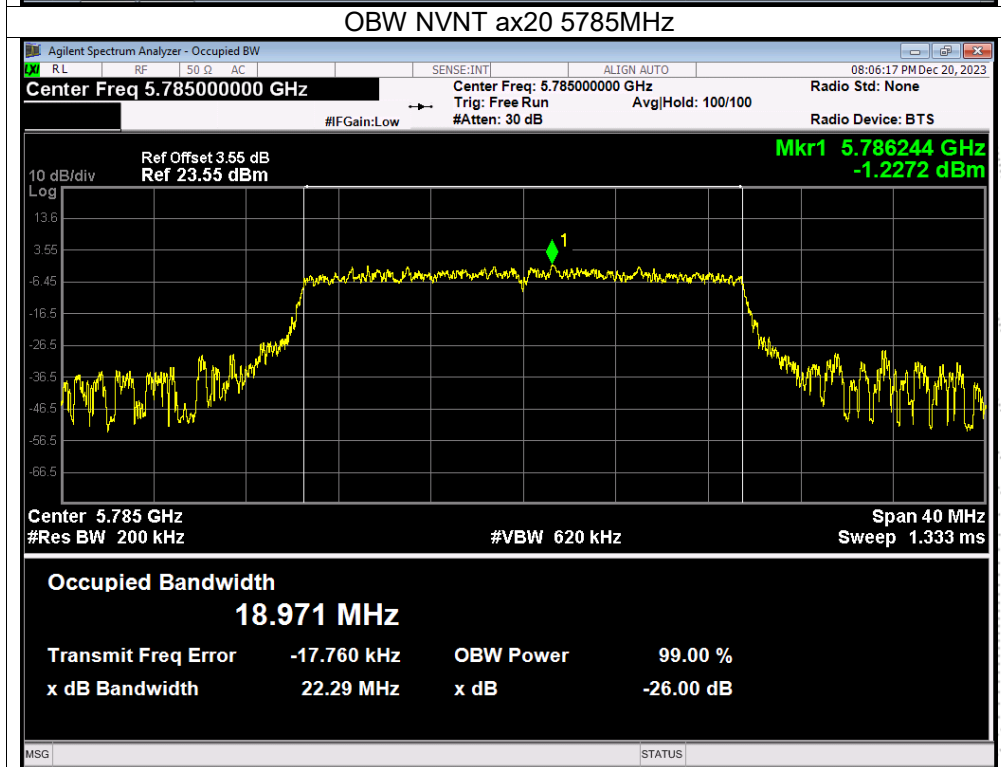 OBW NVNT ax20 5785MHz
Agilent Spectrum Analyzer - Occupied BW
LXI RL RF 50 Ω AC SENSE:INT ALIGN AUTO 08:06:17 PM Dec 20, 2023
Center Freq 5.785000000 GHz Center Freq: 5.785000000 GHz Radio Std: None
Trig: Free Run Avg|Hold: 100/100
#IFGain:Low #Atten: 30 dB Radio Device: BTS
Mkr1 5.786244 GHz
-1.2272 dBm
Ref Offset 3.55 dB
10 dB/div Ref 23.55 dBm
Log
13.6
1
3.55
-6.45
-16.5
-26.5
-36.5
-46.5
-56.5
-66.5
Center 5.785 GHz Span 40 MHz
#Res BW 200 kHz #VBW 620 kHz Sweep 1.333 ms
Occupied Bandwidth
18.971 MHz
Transmit Freq Error -17.760 kHz OBW Power 99.00 %
x dB Bandwidth 22.29 MHz x dB -26.00 dB
MSG STATUS